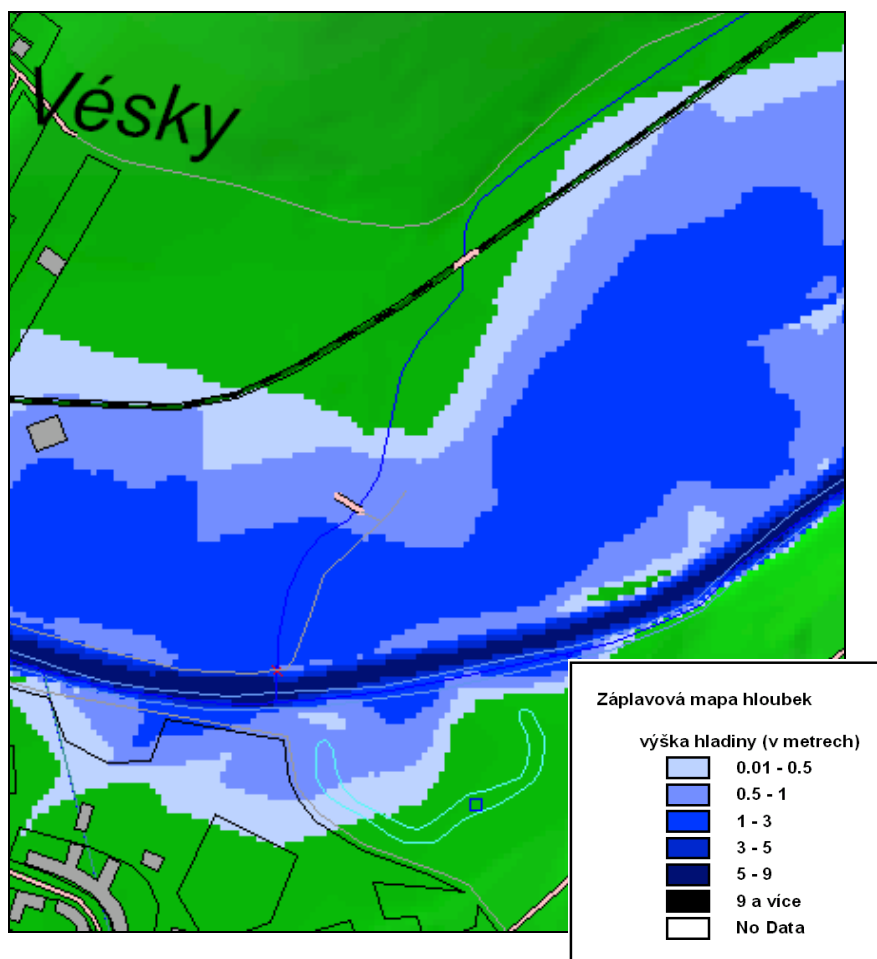 Vésky
Záplavová mapa hloubek
výška hladiny (v metrech)
0.01 - 0.5
0.5 - 1
1 - 3
3 - 5
5 - 9
9 a více
No Data